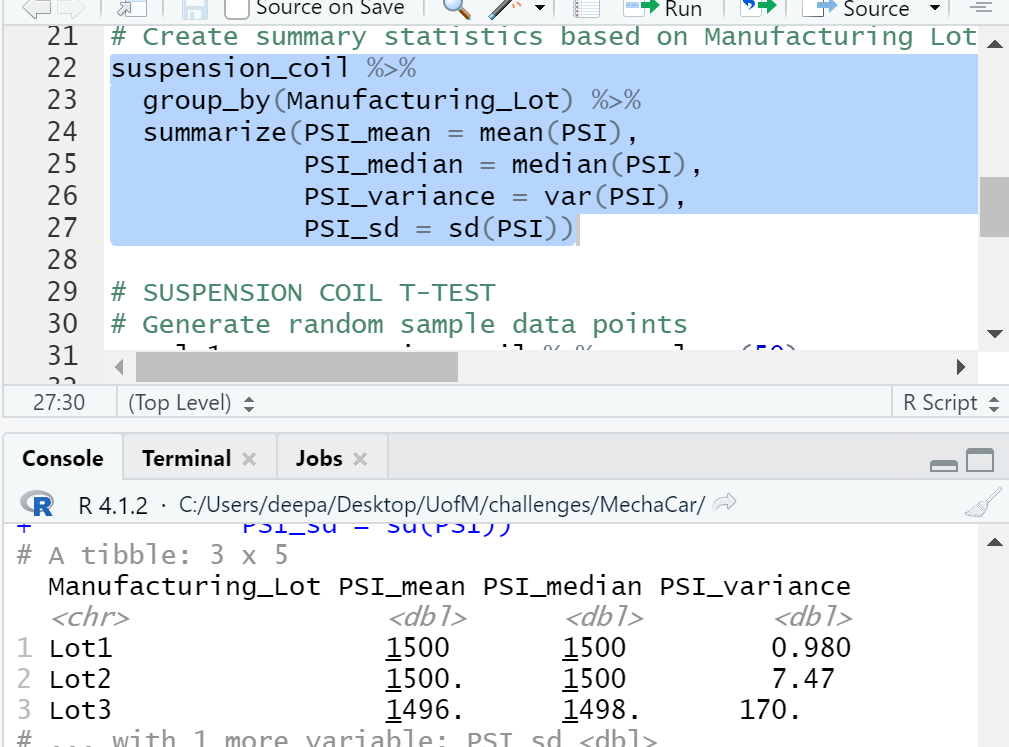 Source on Save
Run
Source
21 # Create summary statistics based on Manufacturing Lot
22 suspension_coil %>%
23   group_by(Manufacturing_Lot) %>%
24   summarize(PSI_mean = mean(PSI),
25             PSI_median = median(PSI),
26             PSI_variance = var(PSI),
27             PSI_sd = sd(PSI))
28
29 # SUSPENSION COIL T-TEST
30 # Generate random sample data points
31
27:30 (Top Level) R Script
Console Terminal Jobs
R R 4.1.2 · C:/Users/deepa/Desktop/UofM/challenges/MechaCar/
+             PSI_sd = sd(PSI))
# A tibble: 3 x 5
  Manufacturing_Lot PSI_mean PSI_median PSI_variance
  <chr>                <dbl>      <dbl>        <dbl>
1 Lot1                 1500       1500         0.980
2 Lot2                 1500.      1500         7.47
3 Lot3                 1496.      1498.      170.
# ... with 1 more variable: PSI_sd <dbl>